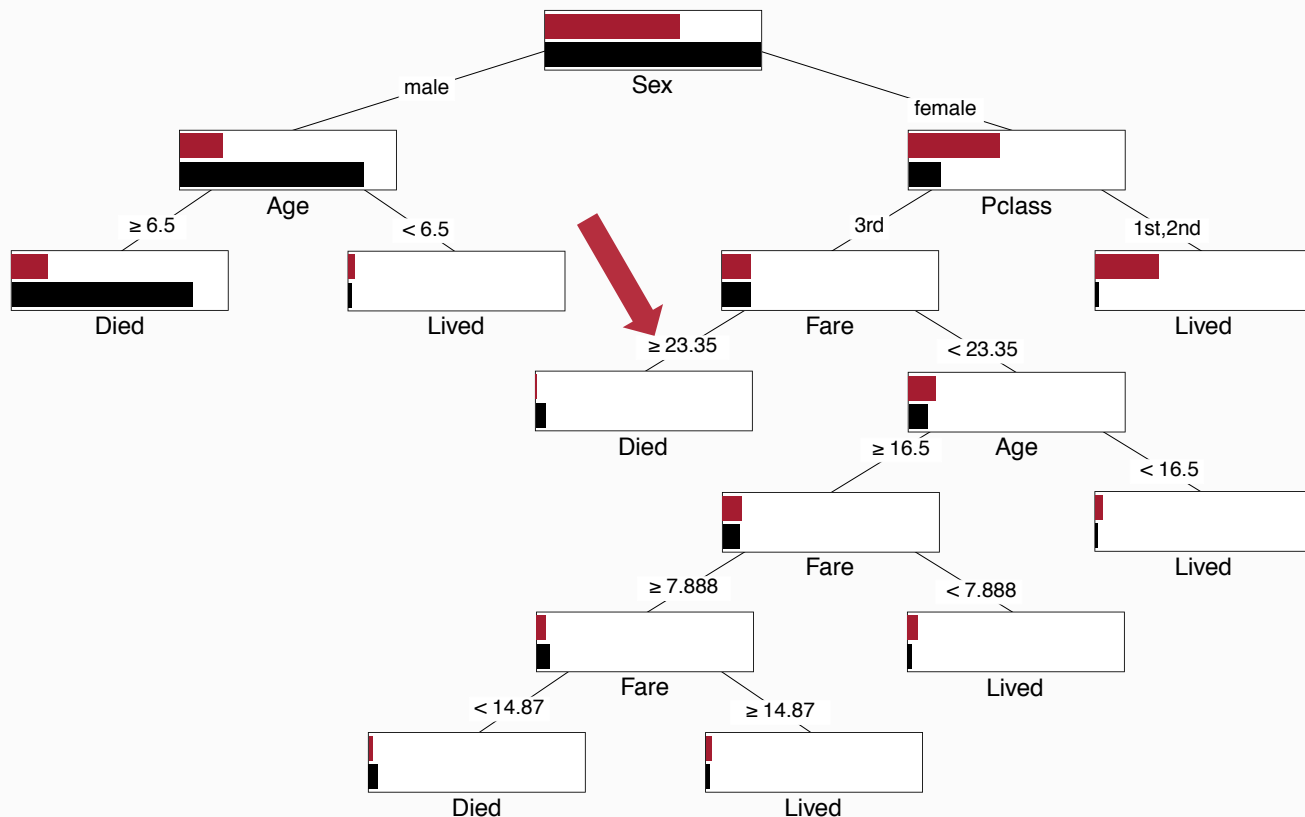 Sex
male
female
Age
Pclass
≥ 6.5
< 6.5
3rd
1st,2nd
Died
Lived
Fare
Lived
≥ 23.35
< 23.35
Died
Age
≥ 16.5
< 16.5
Fare
Lived
≥ 7.888
< 7.888
Fare
Lived
< 14.87
≥ 14.87
Died
Lived